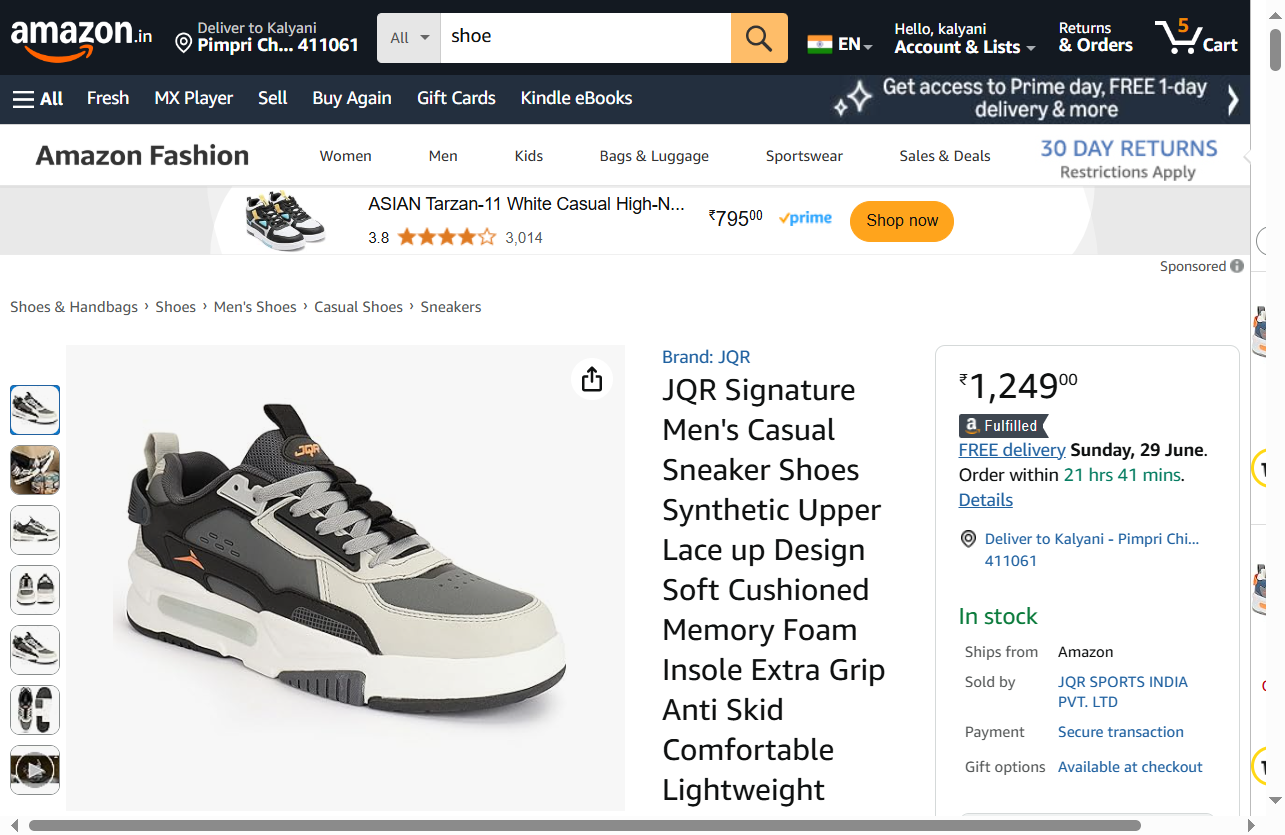 amazon.in
Deliver to Kalyani
Pimpri Ch... 411061
All
shoe
EN
Hello, kalyani
Account & Lists
Returns
& Orders
5
Cart
All
Fresh
MX Player
Sell
Buy Again
Gift Cards
Kindle eBooks
Get access to Prime day, FREE 1-day
delivery & more
Amazon Fashion
Women
Men
Kids
Bags & Luggage
Sportswear
Sales & Deals
30 DAY RETURNS
Restrictions Apply
ASIAN Tarzan-11 White Casual High-N...
3.8
3,014
₹79500
prime
Shop now
Sponsored
Shoes & Handbags › Shoes › Men's Shoes › Casual Shoes › Sneakers
JQR
Brand: JQR
JQR Signature
Men's Casual
Sneaker Shoes
Synthetic Upper
Lace up Design
Soft Cushioned
Memory Foam
Insole Extra Grip
Anti Skid
Comfortable
Lightweight
₹1,24900
a Fulfilled
FREE delivery Sunday, 29 June.
Order within 21 hrs 41 mins.
Details
Deliver to Kalyani - Pimpri Chi...
411061
In stock
Ships from Amazon
Sold by JQR SPORTS INDIA
PVT. LTD
Payment Secure transaction
Gift options Available at checkout